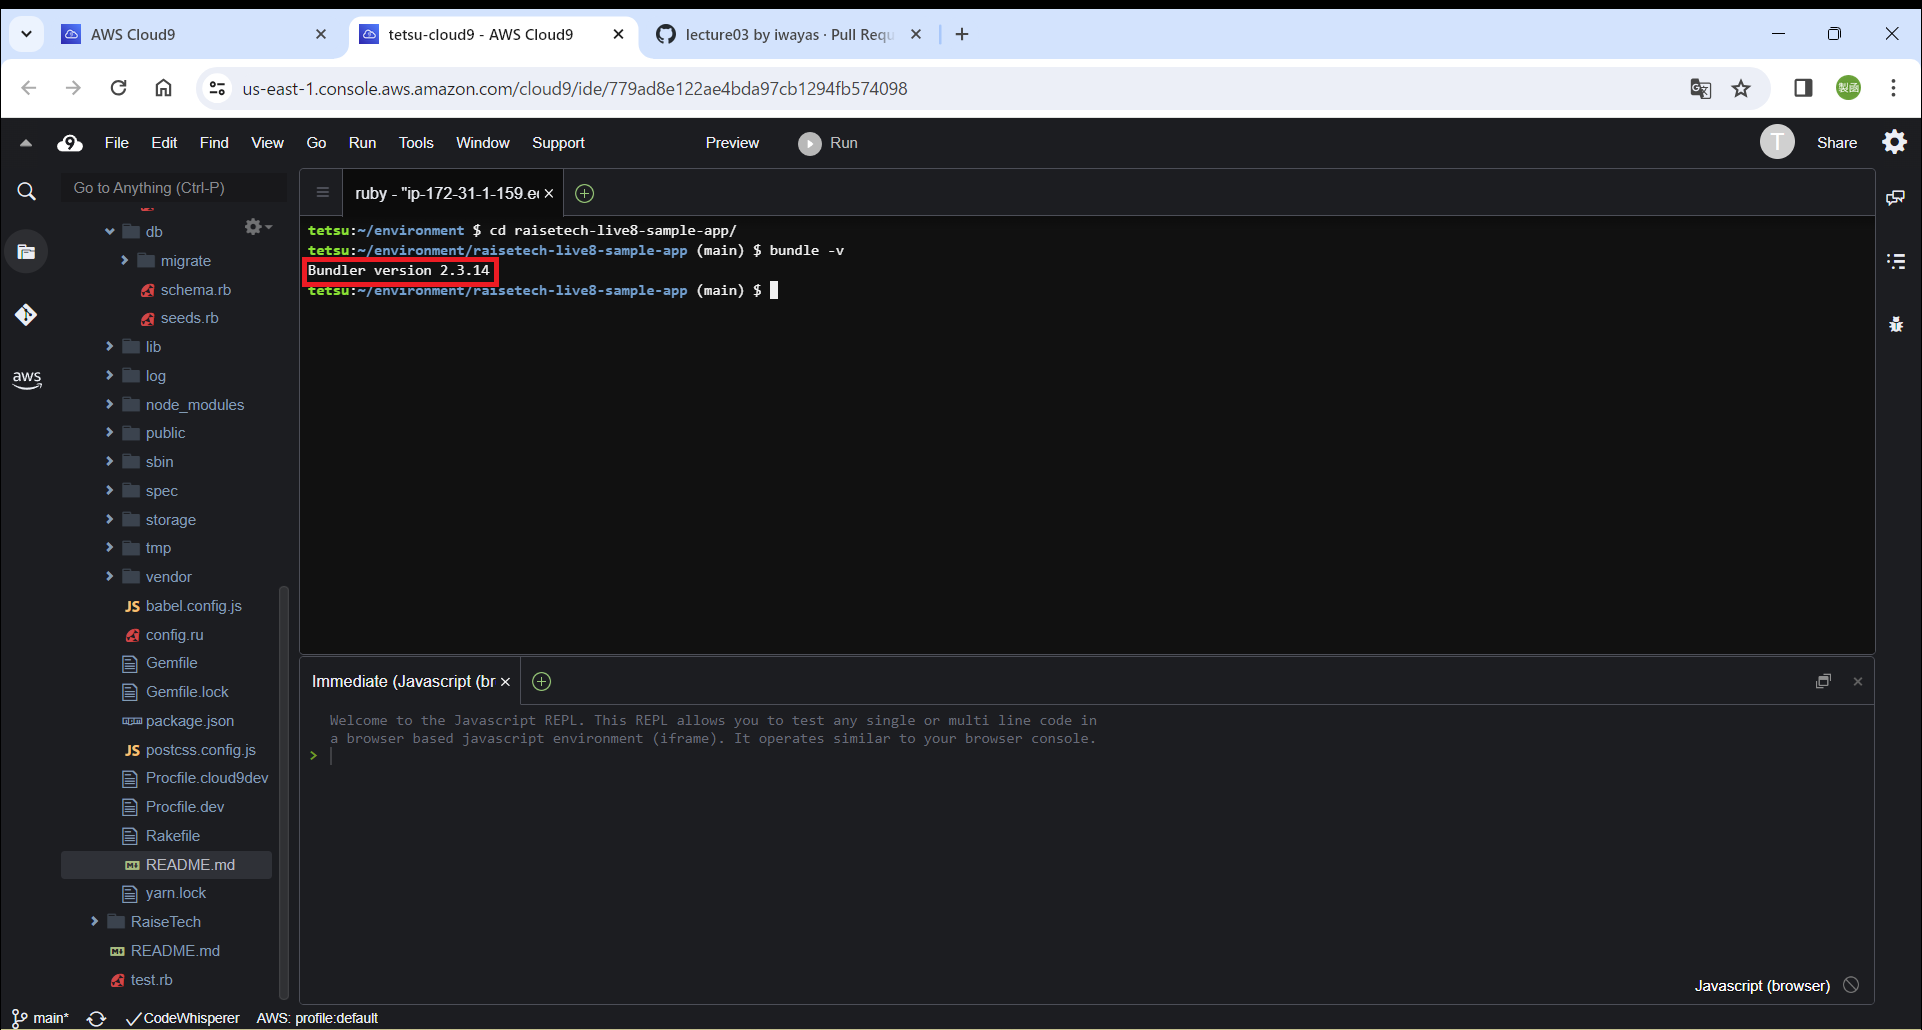 AWS Cloud9
tetsu-cloud9 - AWS Cloud9
lecture03 by iwayas · Pull Requ
us-east-1.console.aws.amazon.com/cloud9/ide/779ad8e122ae4bda97cb1294fb574098
製函
9 File Edit Find View Go Run Tools Window Support Preview Run T Share
Go to Anything (Ctrl-P)
ruby - "ip-172-31-1-159.ec
tetsu:~/environment $ cd raisetech-live8-sample-app/
tetsu:~/environment/raisetech-live8-sample-app (main) $ bundle -v
Bundler version 2.3.14
tetsu:~/environment/raisetech-live8-sample-app (main) $
aws
db
migrate
schema.rb
seeds.rb
lib
log
node_modules
public
sbin
spec
storage
tmp
vendor
JS babel.config.js
config.ru
Gemfile
Gemfile.lock
package.json
JS postcss.config.js
Procfile.cloud9dev
Procfile.dev
Rakefile
README.md
yarn.lock
RaiseTech
README.md
test.rb
Immediate (Javascript (br
Welcome to the Javascript REPL. This REPL allows you to test any single or multi line code in
a browser based javascript environment (iframe). It operates similar to your browser console.
>
Javascript (browser)
main* CodeWhisperer AWS: profile:default